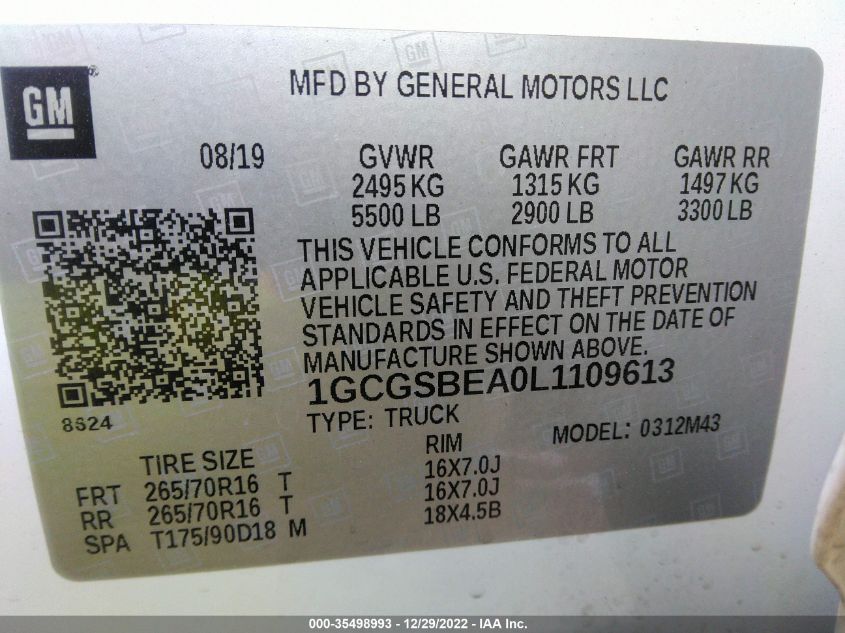 GM
®
MFD BY GENERAL MOTORS LLC
08/19 GVWR GAWR FRT GAWR RR
2495 KG 1315 KG 1497 KG
5500 LB 2900 LB 3300 LB
THIS VEHICLE CONFORMS TO ALL
APPLICABLE U.S. FEDERAL MOTOR
VEHICLE SAFETY AND THEFT PREVENTION
STANDARDS IN EFFECT ON THE DATE OF
MANUFACTURE SHOWN ABOVE.
1GCGSBEA0L1109613
8624
TYPE: TRUCK MODEL: 0312M43
TIRE SIZE RIM
FRT 265/70R16 T 16X7.0J
RR 265/70R16 T 16X7.0J
SPA T175/90D18 M 18X4.5B
000-35498993 - 12/29/2022 - IAA Inc.